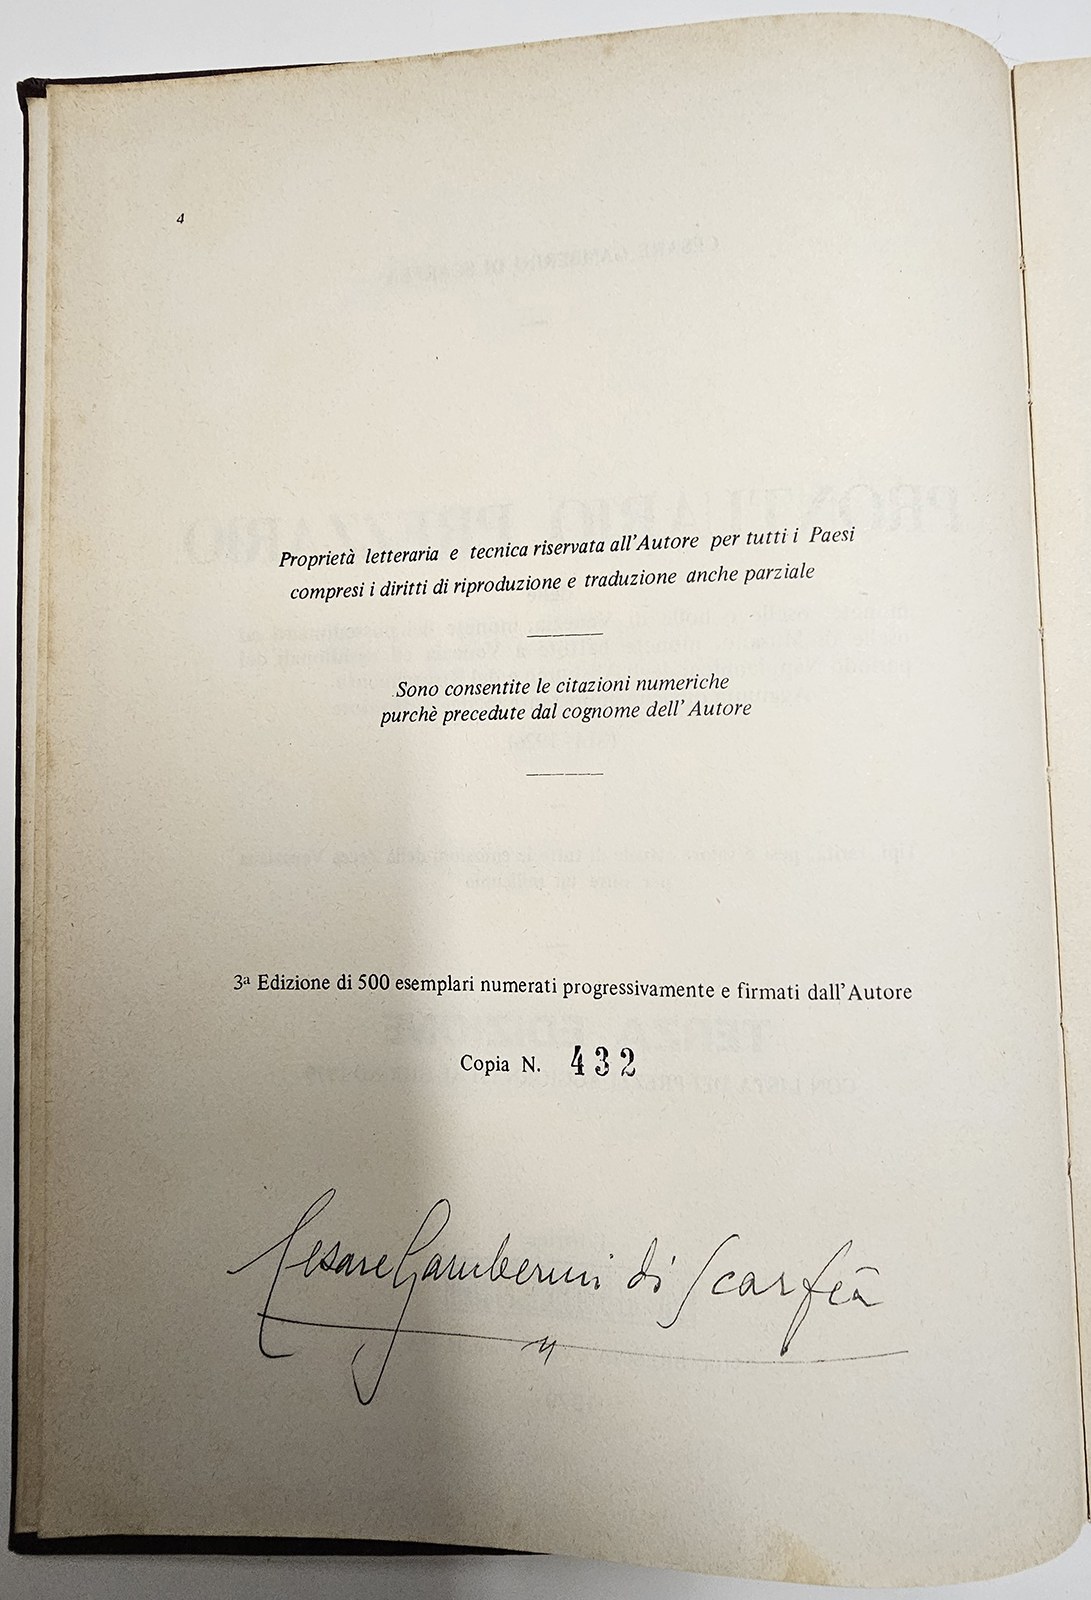 4
Proprietà letteraria e tecnica riservata all'Autore per tutti i Paesi
compresi i diritti di riproduzione e traduzione anche parziale
Sono consentite le citazioni numeriche
purchè precedute dal cognome dell'Autore
3ª Edizione di 500 esemplari numerati progressivamente e firmati dall'Autore
Copia N. 432
Cesare Gamberini di Scarfèa